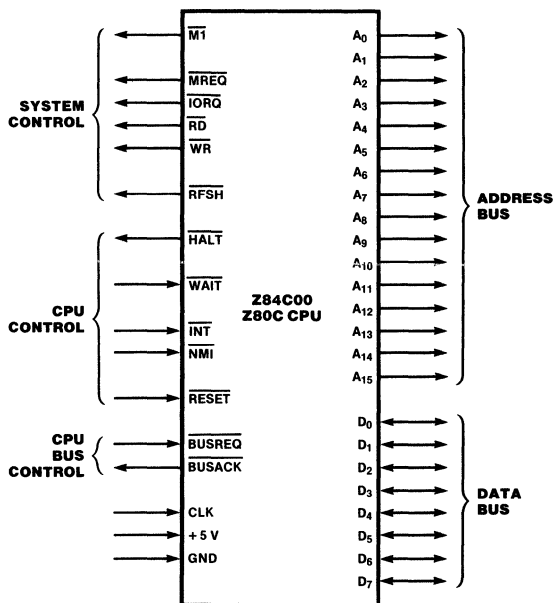 SYSTEM
CONTROL
M1
MREQ
IORQ
RD
WR
RFSH
CPU
CONTROL
HALT
WAIT
INT
NMI
RESET
CPU
BUS
CONTROL
BUSREQ
BUSACK
CLK
+5 V
GND
Z84C00
Z80C CPU
A0
A1
A2
A3
A4
A5
A6
A7
A8
A9
A10
A11
A12
A13
A14
A15
ADDRESS
BUS
D0
D1
D2
D3
D4
D5
D6
D7
DATA
BUS